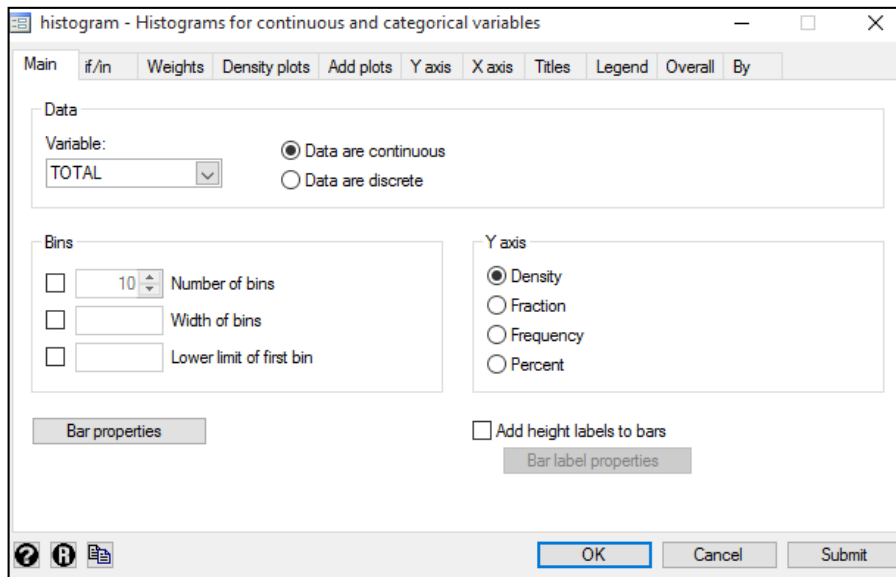 histogram - Histograms for continuous and categorical variables
Main if/in Weights Density plots Add plots Y axis X axis Titles Legend Overall By
Data
Variable:
TOTAL
Data are continuous
Data are discrete
Bins
10 Number of bins
Width of bins
Lower limit of first bin
Y axis
Density
Fraction
Frequency
Percent
Bar properties
Add height labels to bars
Bar label properties
? R OK Cancel Submit